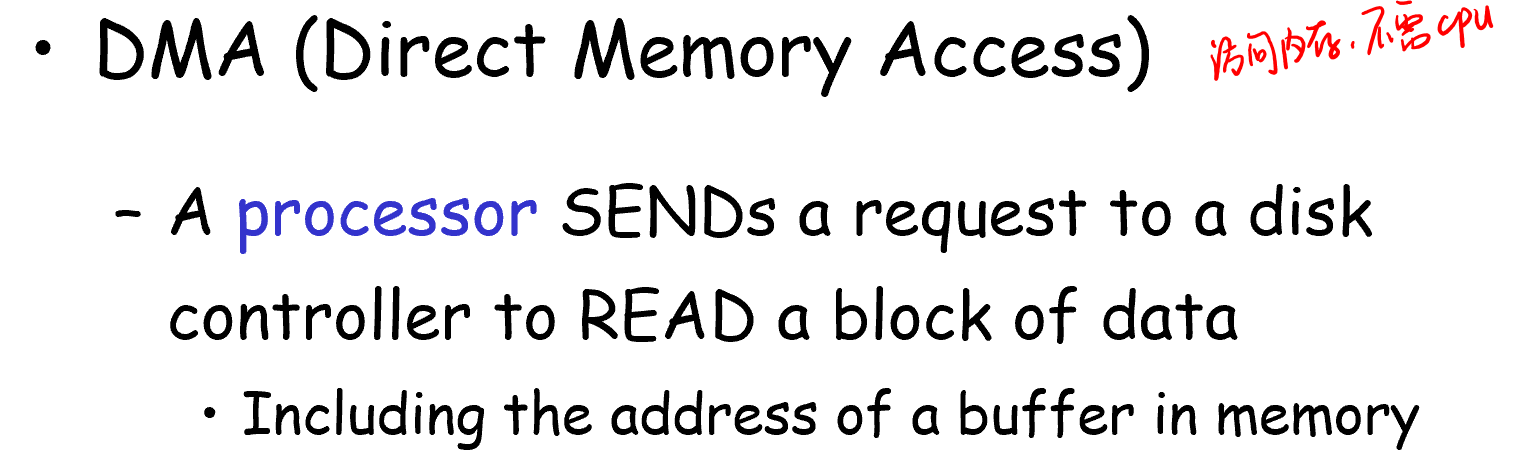 • DMA (Direct Memory Access) 访问内存，不需cpu
– A processor SENDs a request to a disk
controller to READ a block of data
• Including the address of a buffer in memory